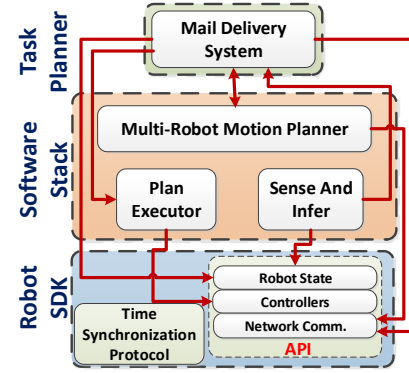 Task
Planner
Mail Delivery
System
Software
Stack
Multi-Robot Motion Planner
Plan
Executor
Sense And
Infer
Robot
SDK
Robot State
Controllers
Network Comm.
API
Time
Synchronization
Protocol